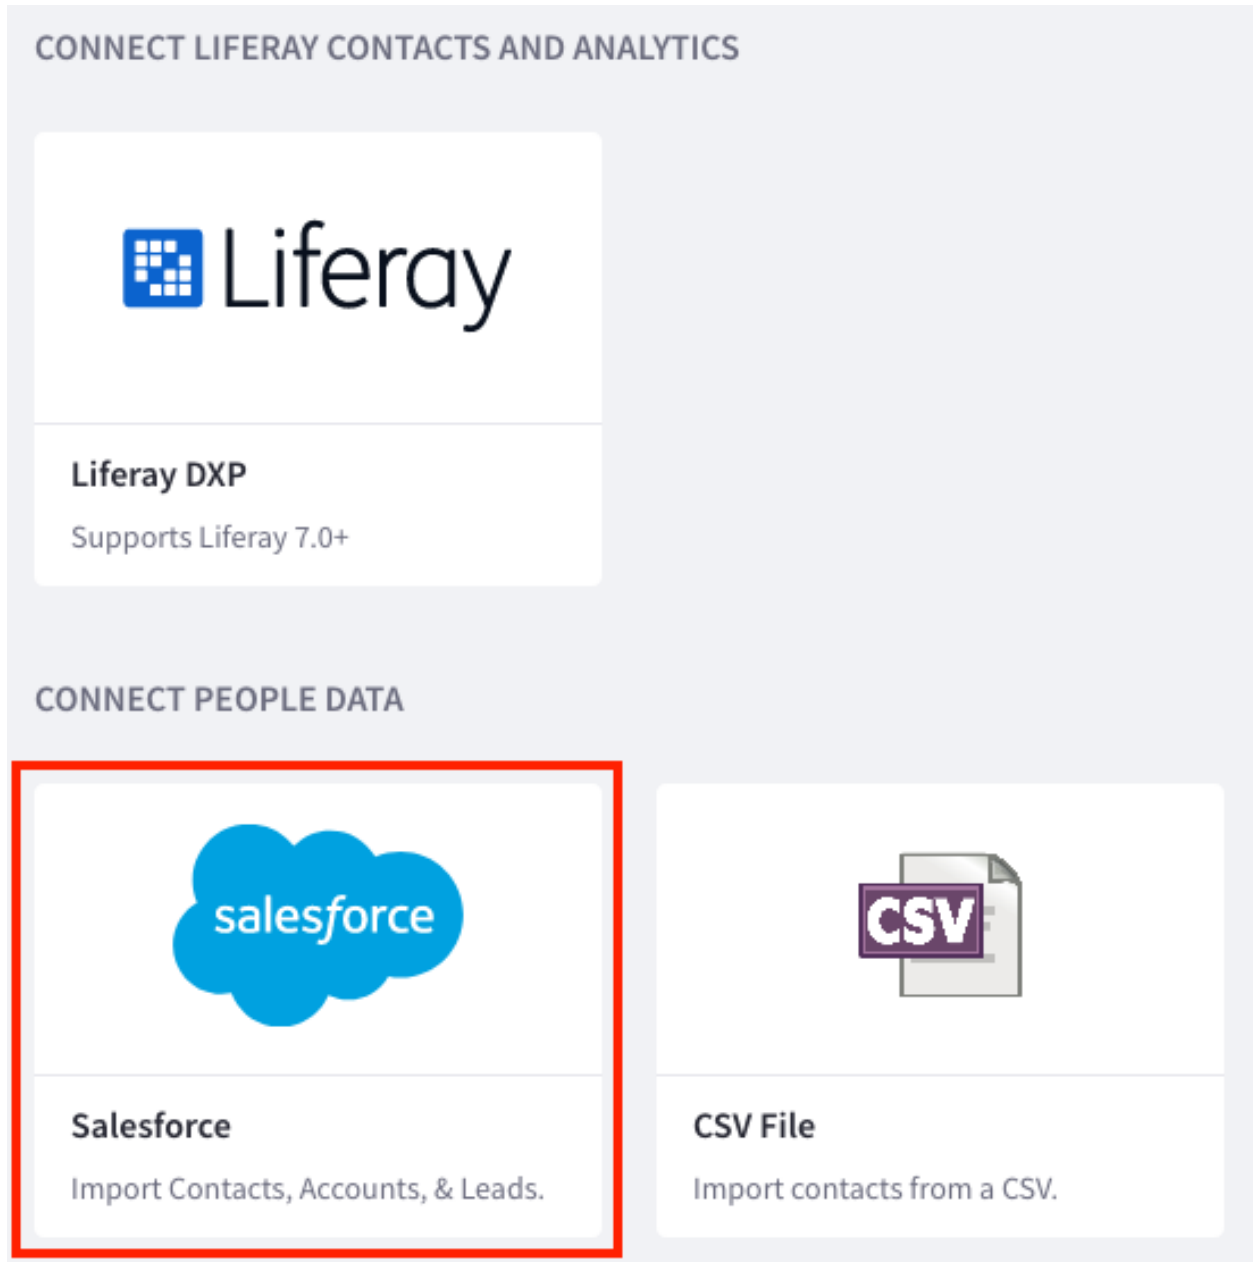 CONNECT LIFERAY CONTACTS AND ANALYTICS
Liferay
Liferay DXP
Supports Liferay 7.0+
CONNECT PEOPLE DATA
salesforce
CSV
Salesforce
Import Contacts, Accounts, & Leads.
CSV File
Import contacts from a CSV.